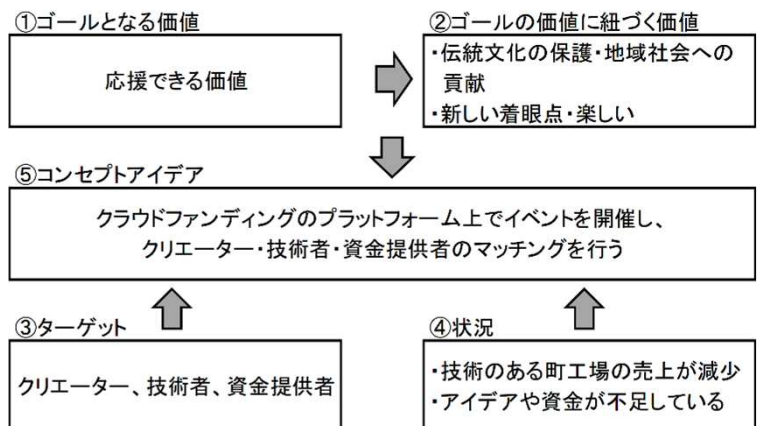 ①ゴールとなる価値
応援できる価値
②ゴールの価値に紐づく価値
・伝統文化の保護・地域社会への
貢献
・新しい着眼点・楽しい
⑤コンセプトアイデア
クラウドファンディングのプラットフォーム上でイベントを開催し、
クリエーター・技術者・資金提供者のマッチングを行う
③ターゲット
クリエーター、技術者、資金提供者
④状況
・技術のある町工場の売上が減少
・アイデアや資金が不足している